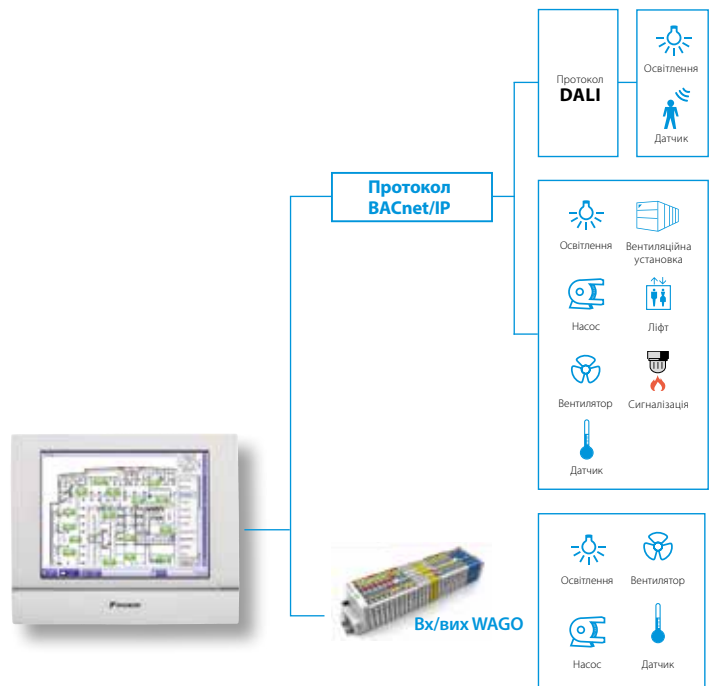 Протокол
DALI
Освітлення
Датчик
Протокол
BACnet/IP
Освітлення
Вентиляційна
установка
Насос
Ліфт
Вентилятор
Сигналізація
Датчик
DAIKIN
Вх/вих WAGO
Освітлення
Вентилятор
Насос
Датчик